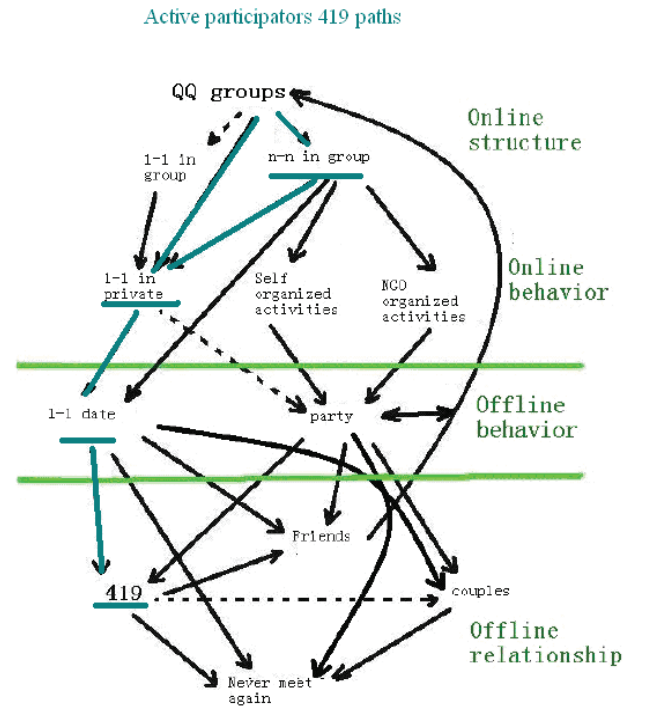 Active participators 419 paths
QQ groups
Online
structure
1-1 in
group
n-n in group
Online
behavior
1-1 in
private
Self
organized
activities
NGO
organized
activities
1-1 date
party
Offline
behavior
Friends
419
couples
Offline
relationship
Never meet
again